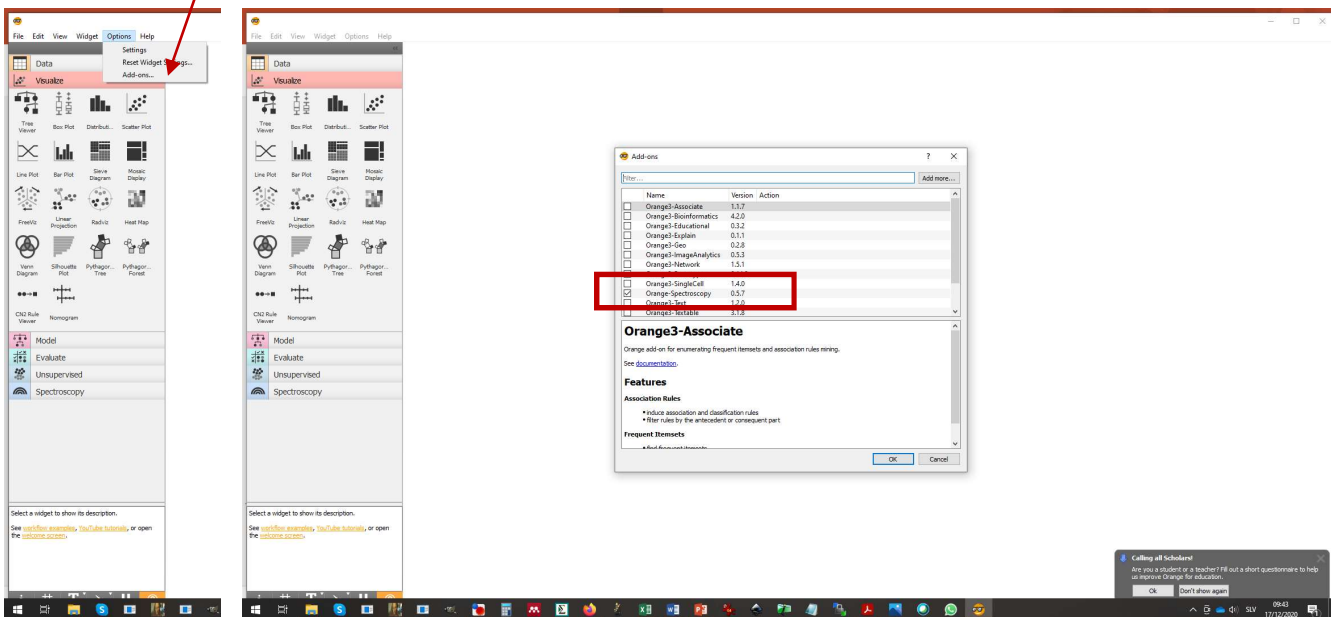 File Edit View Widget Options Help
Settings
Reset Widget
Add-ons...
Data
Visualize
Tree Viewer
Box Plot
Distributi...
Scatter Plot
Line Plot
Bar Plot
Sieve Diagram
Mosaic Display
FreeViz
Linear Projection
Radviz
Heat Map
Venn Diagram
Silhouette Plot
Pythagor... Tree
Pythagor... Forest
CN2 Rule Viewer
Nomogram
Model
Evaluate
Unsupervised
Spectroscopy
Select a widget to show its description.
See workflow examples, YouTube tutorials, or open
the welcome screen.
File Edit View Widget Options Help
Data
Visualize
Tree Viewer
Box Plot
Distributi...
Scatter Plot
Line Plot
Bar Plot
Sieve Diagram
Mosaic Display
FreeViz
Linear Projection
Radviz
Heat Map
Venn Diagram
Silhouette Plot
Pythagor... Tree
Pythagor... Forest
CN2 Rule Viewer
Nomogram
Model
Evaluate
Unsupervised
Spectroscopy
Select a widget to show its description.
See workflow examples, YouTube tutorials, or open
the welcome screen.
Add-ons ?
Filter...
Add more...
Name Version Action
Orange3-Associate 1.1.7
Orange3-Bioinformatics 4.2.0
Orange3-Educational 0.3.2
Orange3-Explain 0.1.1
Orange3-Geo 0.2.8
Orange3-ImageAnalytics 0.5.3
Orange3-Network 1.5.1
Orange3-SingleCell 1.4.0
Orange-Spectroscopy 0.5.7
Orange3-Text 1.2.0
Orange3-Textable 3.1.8
Orange3-Associate
Orange add-on for enumerating frequent itemsets and association rules mining.
See documentation.
Features
Association Rules
• induce association and classification rules
• filter rules by the antecedent or consequent part
Frequent Itemsets
• find frequent itemsets
OK Cancel
Calling all Scholars!
Are you a student or a teacher? Fill out a short questionnaire to help
us improve Orange for education.
Ok Don't show again
SLV
09:43
17/12/2020